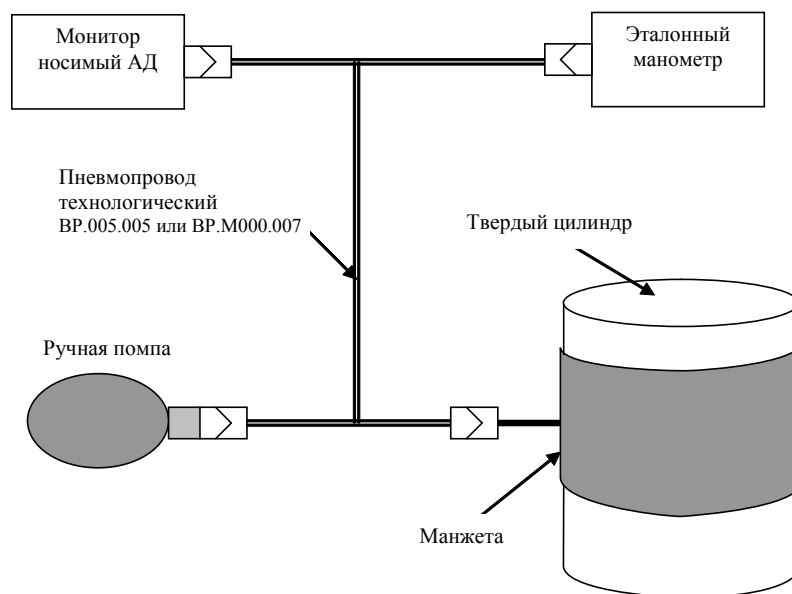 Монитор
носимый АД
Эталонный
манометр
Пневмопровод
технологический
ВР.005.005 или ВР.М000.007
Твердый цилиндр
Ручная помпа
Манжета